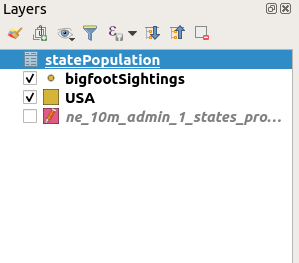 Layers
statePopulation
bigfootSightings
USA
ne_10m_admin_1_states_pro...